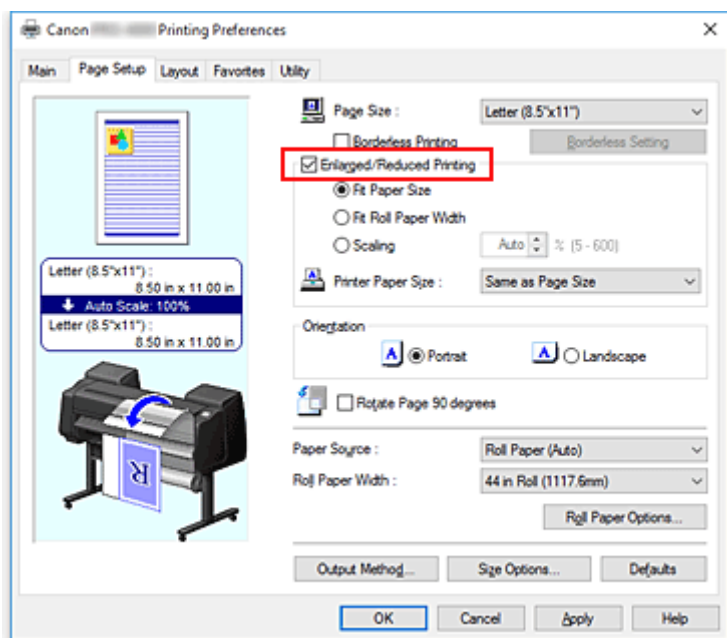 Canon Printing Preferences
Main Page Setup Layout Favorites Utility
Page Size : Letter (8.5"x11")
Borderless Printing Borderless Setting
Enlarged/Reduced Printing
Fit Paper Size
Fit Roll Paper Width
Scaling Auto % (5 - 600)
Printer Paper Size : Same as Page Size
Letter (8.5"x11") :
8.50 in x 11.00 in
Auto Scale: 100%
Letter (8.5"x11") :
8.50 in x 11.00 in
Orientation
A Portrait A Landscape
Rotate Page 90 degrees
R
Paper Source : Roll Paper (Auto)
Roll Paper Width : 44 in Roll (1117.6mm)
Roll Paper Options...
Output Method... Size Options... Defaults
OK Cancel Apply Help